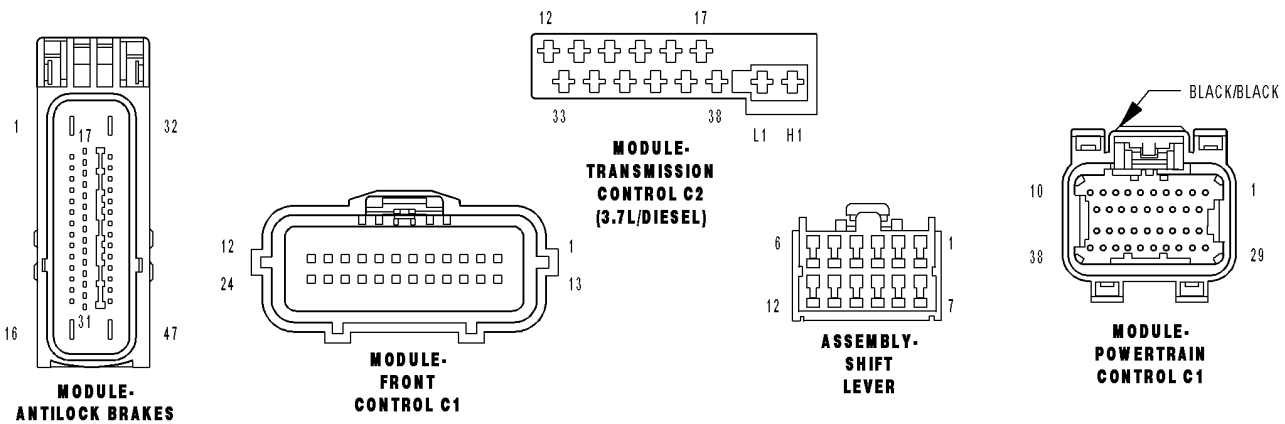 12 17
33 38
L1 H1
MODULE-
TRANSMISSION
CONTROL C2
(3.7L/DIESEL)
1 32
17
31
16 47
MODULE-
ANTILOCK BRAKES
12 1
24 13
MODULE-
FRONT
CONTROL C1
6 1
12 7
ASSEMBLY-
SHIFT
LEVER
BLACK/BLACK
10 1
38 29
MODULE-
POWERTRAIN
CONTROL C1